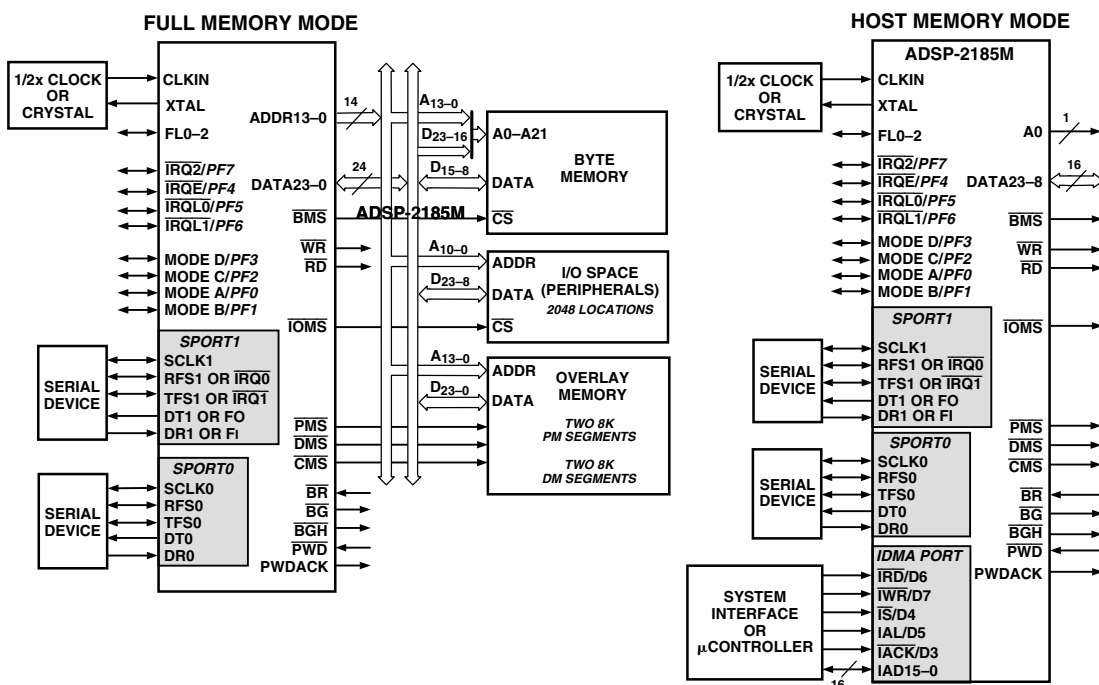 FULL MEMORY MODE
1/2x CLOCK
OR
CRYSTAL
CLKIN
XTAL
FL0–2
IRQ2/PF7
IRQE/PF4
IRQL0/PF5
IRQL1/PF6
MODE D/PF3
MODE C/PF2
MODE A/PF0
MODE B/PF1
SPORT1
SERIAL
DEVICE
SCLK1
RFS1 OR IRQ0
TFS1 OR IRQ1
DT1 OR FO
DR1 OR FI
SPORT0
SERIAL
DEVICE
SCLK0
RFS0
TFS0
DT0
DR0
ADDR13–0
14
DATA23–0
24
ADSP-2185M
BMS
WR
RD
IOMS
PMS
DMS
CMS
BR
BG
BGH
PWD
PWDACK
A13–0
D23–16
D15–8
A0–A21
BYTE
MEMORY
DATA
CS
A10–0
D23–8
ADDR
I/O SPACE
(PERIPHERALS)
DATA
2048 LOCATIONS
CS
A13–0
D23–0
ADDR
OVERLAY
MEMORY
DATA
TWO 8K
PM SEGMENTS
TWO 8K
DM SEGMENTS
HOST MEMORY MODE
ADSP-2185M
1/2x CLOCK
OR
CRYSTAL
CLKIN
XTAL
FL0–2
IRQ2/PF7
IRQE/PF4
IRQL0/PF5
IRQL1/PF6
MODE D/PF3
MODE C/PF2
MODE A/PF0
MODE B/PF1
SPORT1
SERIAL
DEVICE
SCLK1
RFS1 OR IRQ0
TFS1 OR IRQ1
DT1 OR FO
DR1 OR FI
SPORT0
SERIAL
DEVICE
SCLK0
RFS0
TFS0
DT0
DR0
IDMA PORT
SYSTEM
INTERFACE
OR
μCONTROLLER
IRD/D6
IWR/D7
IS/D4
IAL/D5
IACK/D3
IAD15–0
16
A0
1
DATA23–8
16
BMS
WR
RD
IOMS
PMS
DMS
CMS
BR
BG
BGH
PWD
PWDACK